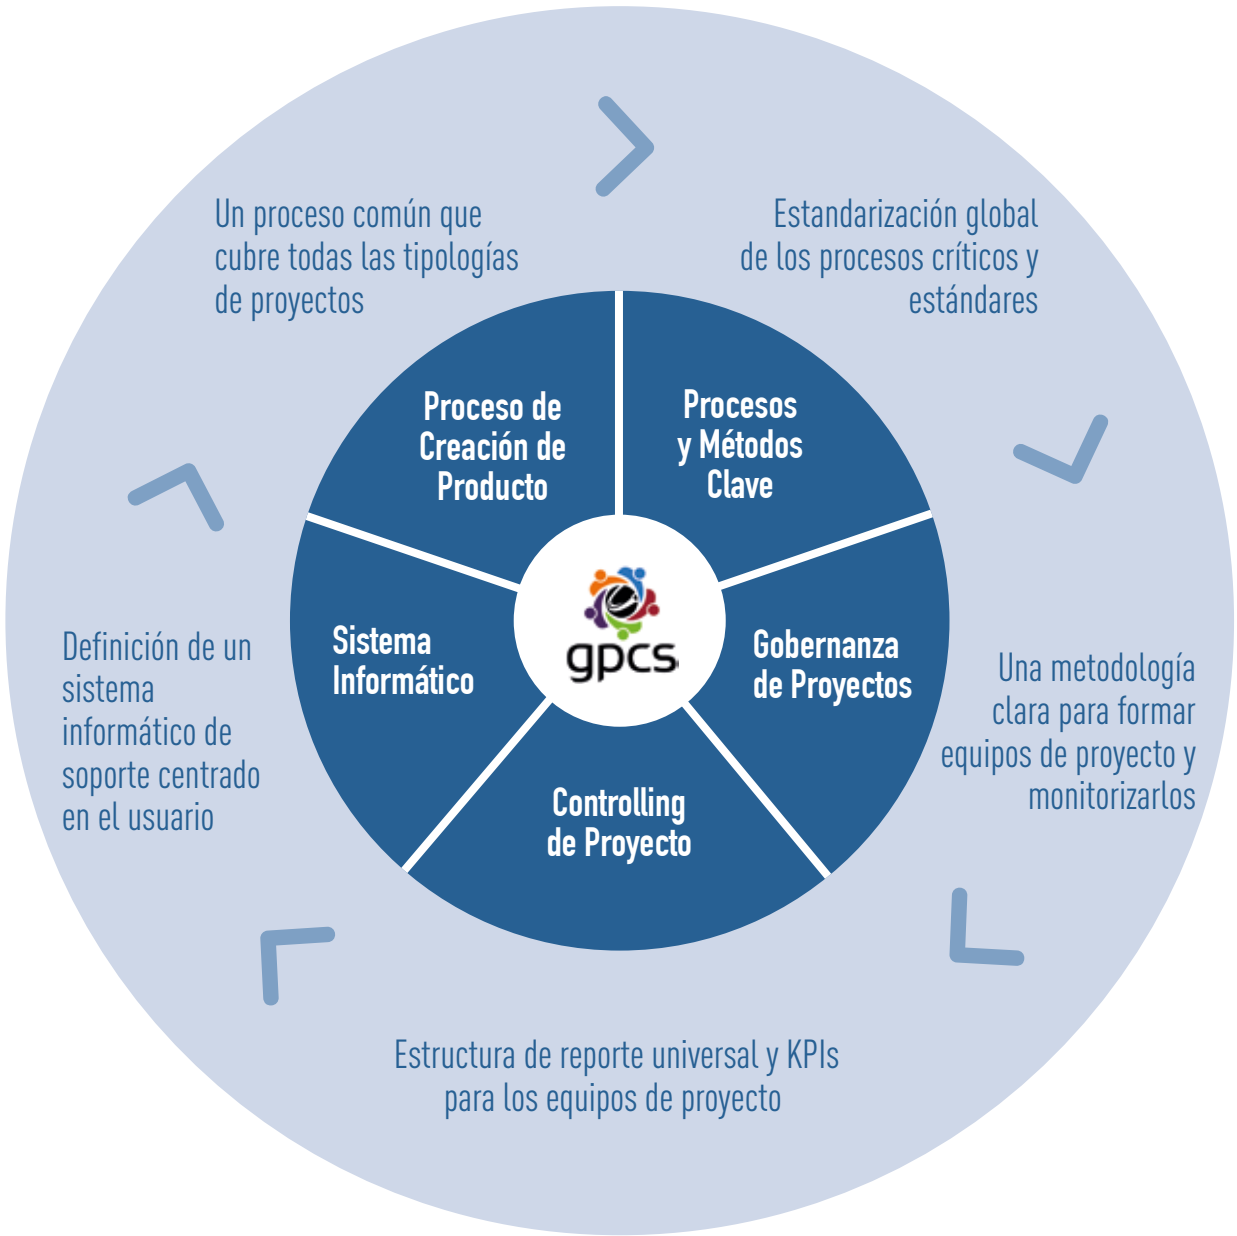 Un proceso común que
cubre todas las tipologías
de proyectos
Estandarización global
de los procesos críticos y
estándares
Proceso de
Creación de
Producto
Procesos
y Métodos
Clave
Sistema
Informático
gpcs
Gobernanza
de Proyectos
Controlling
de Proyecto
Definición de un
sistema
informático de
soporte centrado
en el usuario
Una metodología
clara para formar
equipos de proyecto y
monitorizarlos
Estructura de reporte universal y KPIs
para los equipos de proyecto